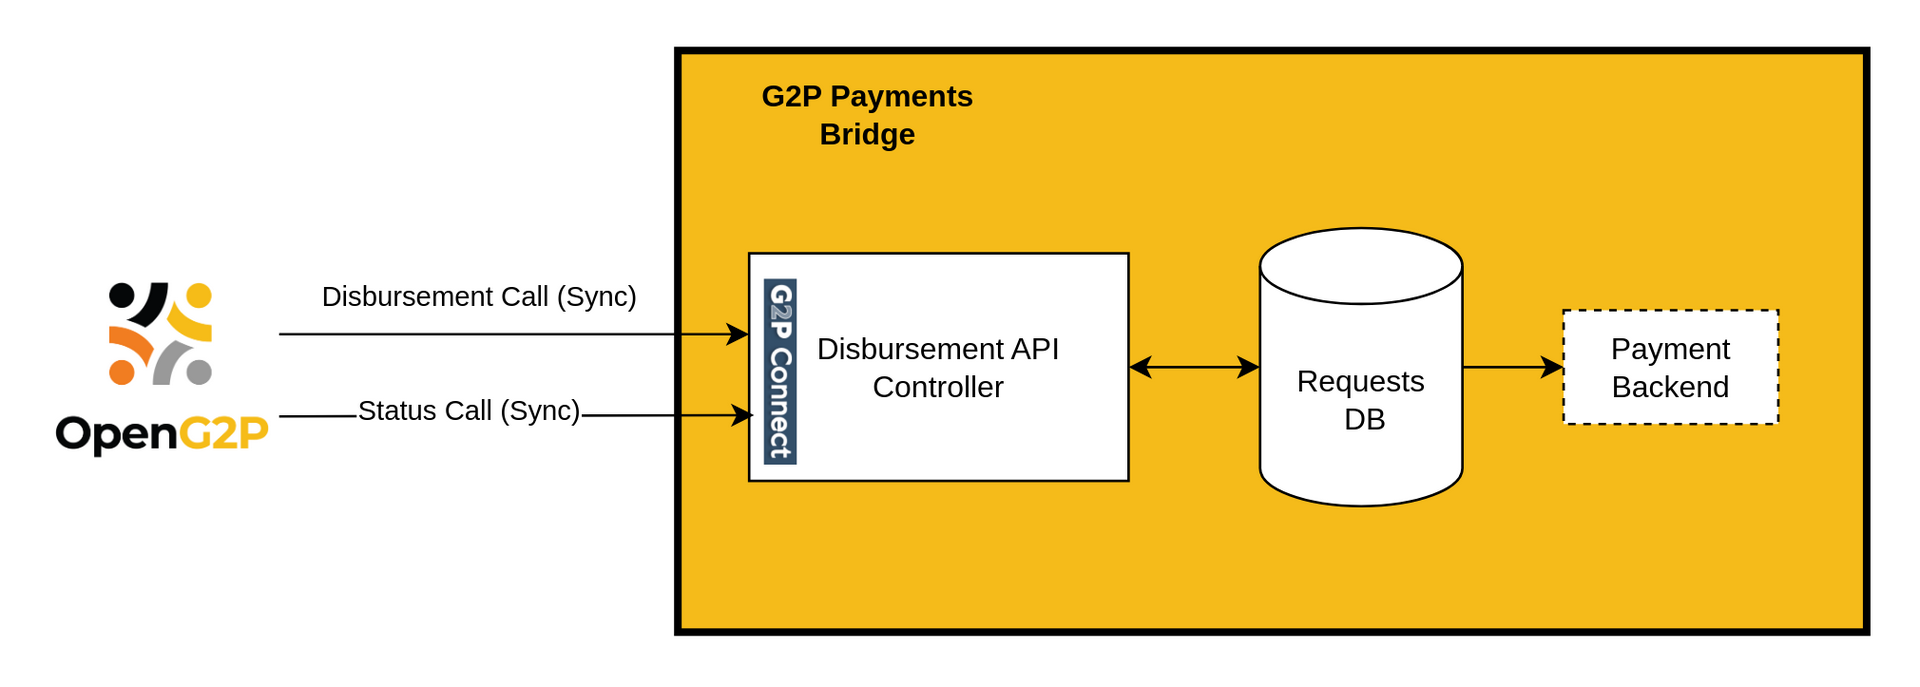 G2P Payments
Bridge
Disbursement Call (Sync)
Status Call (Sync)
OpenG2P
G2P Connect
Disbursement API
Controller
Requests
DB
Payment
Backend